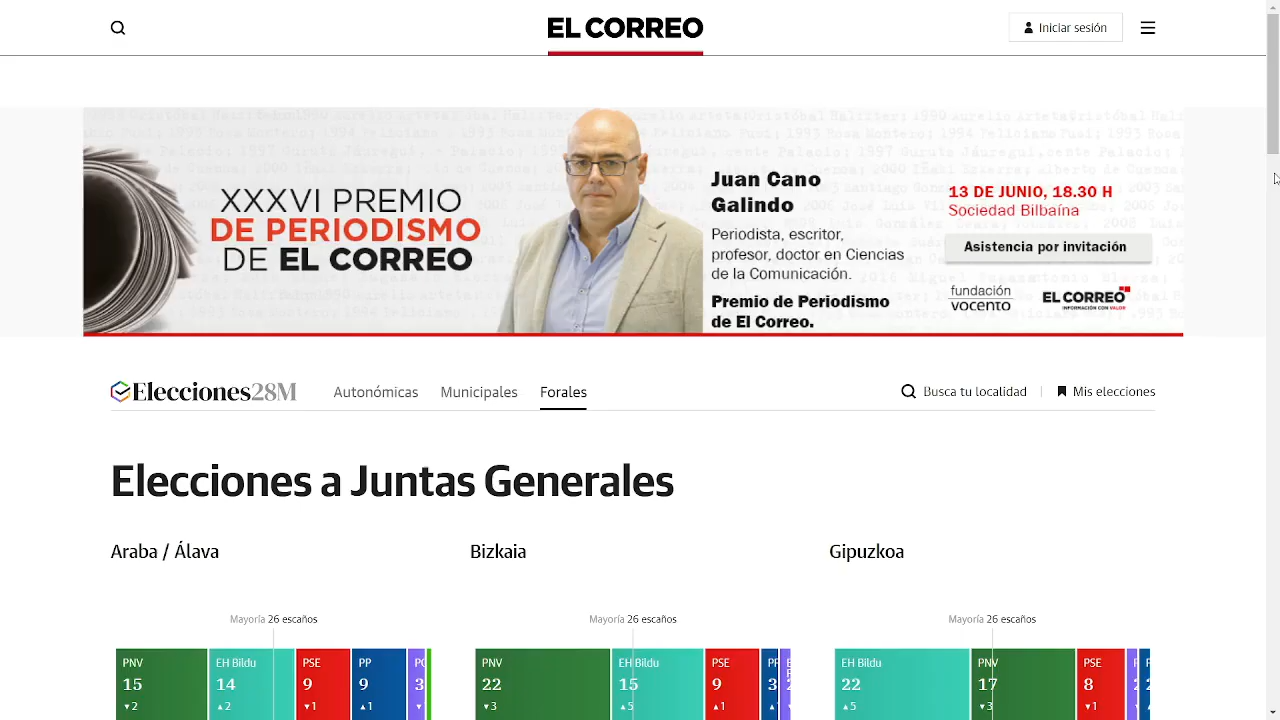 EL CORREO
Iniciar sesión
XXXVI PREMIO
DE PERIODISMO
DE EL CORREO
Juan Cano
Galindo
Periodista, escritor,
profesor, doctor en Ciencias
de la Comunicación.
Premio de Periodismo
de El Correo.
13 DE JUNIO, 18.30 H
Sociedad Bilbaína
Asistencia por invitación
fundación
vocento
EL CORREO
INFORMACIÓN CON VALOR
Elecciones28M
Autonómicas
Municipales
Forales
Busca tu localidad
Mis elecciones
Elecciones a Juntas Generales
Araba / Álava
Bizkaia
Gipuzkoa
Mayoría 26 escaños
Mayoría 26 escaños
Mayoría 26 escaños
PNV
15
▾2
EH Bildu
14
▴2
PSE
9
▾1
PP
9
▴1
3
PNV
22
▾3
EH Bildu
15
▴5
PSE
9
▴1
3
EH Bildu
22
▴5
PNV
17
▾3
PSE
8
▾1